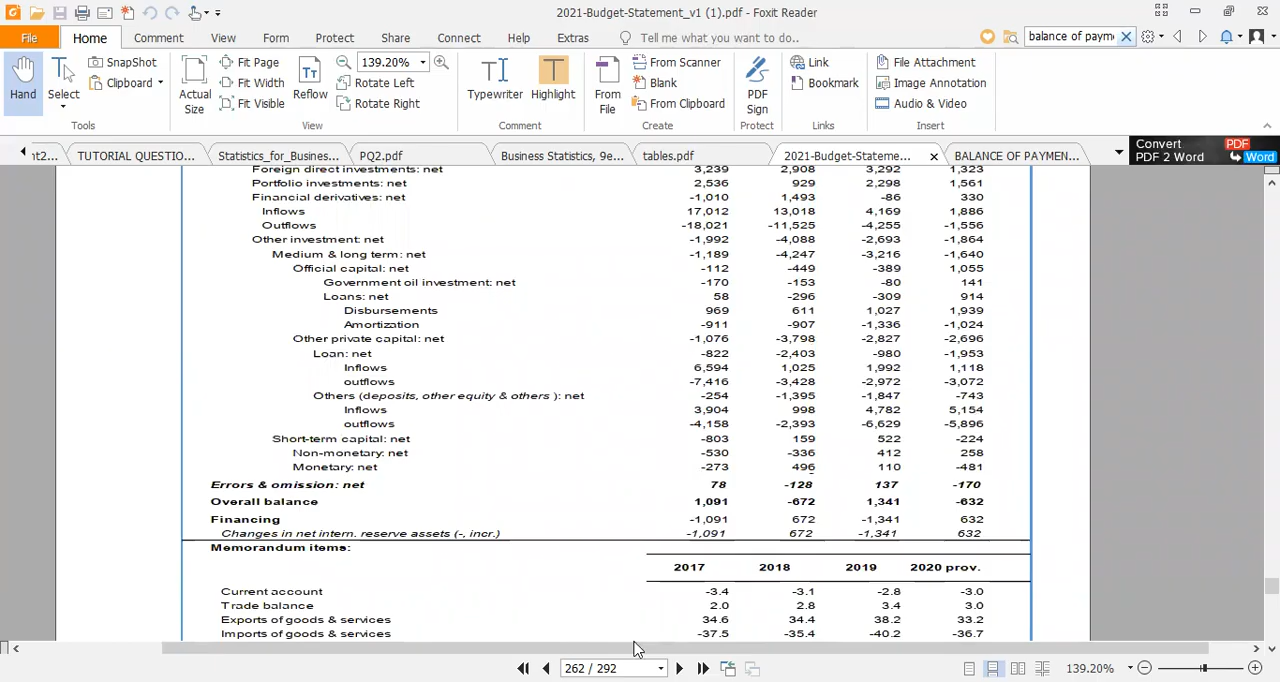 2021-Budget-Statement_v1 (1).pdf - Foxit Reader
File Home Comment View Form Protect Share Connect Help Extras Tell me what you want to do... balance of paym
Hand Select SnapShot Clipboard Actual Size Fit Page Fit Width Fit Visible Reflow 139.20% Rotate Left Rotate Right Typewriter Highlight From File From Scanner Blank From Clipboard PDF Sign Link Bookmark File Attachment Image Annotation Audio & Video
Tools View Comment Create Protect Links Insert
nt2... TUTORIAL QUESTIO... Statistics_for_Busines... PQ2.pdf Business Statistics, 9e... tables.pdf 2021-Budget-Stateme... BALANCE OF PAYMEN... Convert PDF 2 Word PDF Word
Foreign direct investments: net 3,239 2,908 3,292 1,323
Portfolio investments: net 2,536 929 2,298 1,561
Financial derivatives: net -1,010 1,493 -86 330
Inflows 17,012 13,018 4,169 1,886
Outflows -18,021 -11,525 -4,255 -1,556
Other investment: net -1,992 -4,088 -2,693 -1,864
Medium & long term: net -1,189 -4,247 -3,216 -1,640
Official capital: net -112 -449 -389 1,055
Government oil investment: net -170 -153 -80 141
Loans: net 58 -296 -309 914
Disbursements 969 611 1,027 1,939
Amortization -911 -907 -1,336 -1,024
Other private capital: net -1,076 -3,798 -2,827 -2,696
Loan: net -822 -2,403 -980 -1,953
Inflows 6,594 1,025 1,992 1,118
outflows -7,416 -3,428 -2,972 -3,072
Others (deposits, other equity & others ): net -254 -1,395 -1,847 -743
Inflows 3,904 998 4,782 5,154
outflows -4,158 -2,393 -6,629 -5,896
Short-term capital: net -803 159 522 -224
Non-monetary: net -530 -336 412 258
Monetary: net -273 496 110 -481
Errors & omission: net 78 -128 137 -170
Overall balance 1,091 -672 1,341 -632
Financing -1,091 672 -1,341 632
Changes in net intern. reserve assets (-, incr.) -1,091 672 -1,341 632
Memorandum items:
2017 2018 2019 2020 prov.
Current account -3.4 -3.1 -2.8 -3.0
Trade balance 2.0 2.8 3.4 3.0
Exports of goods & services 34.6 34.4 38.2 33.2
Imports of goods & services -37.5 -35.4 -40.2 -36.7
262 / 292 139.20%